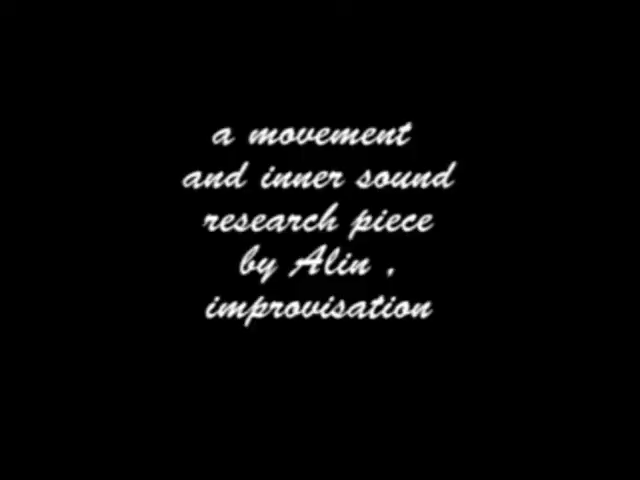 a movement
and inner sound
research piece
by Alin ,
improvisation